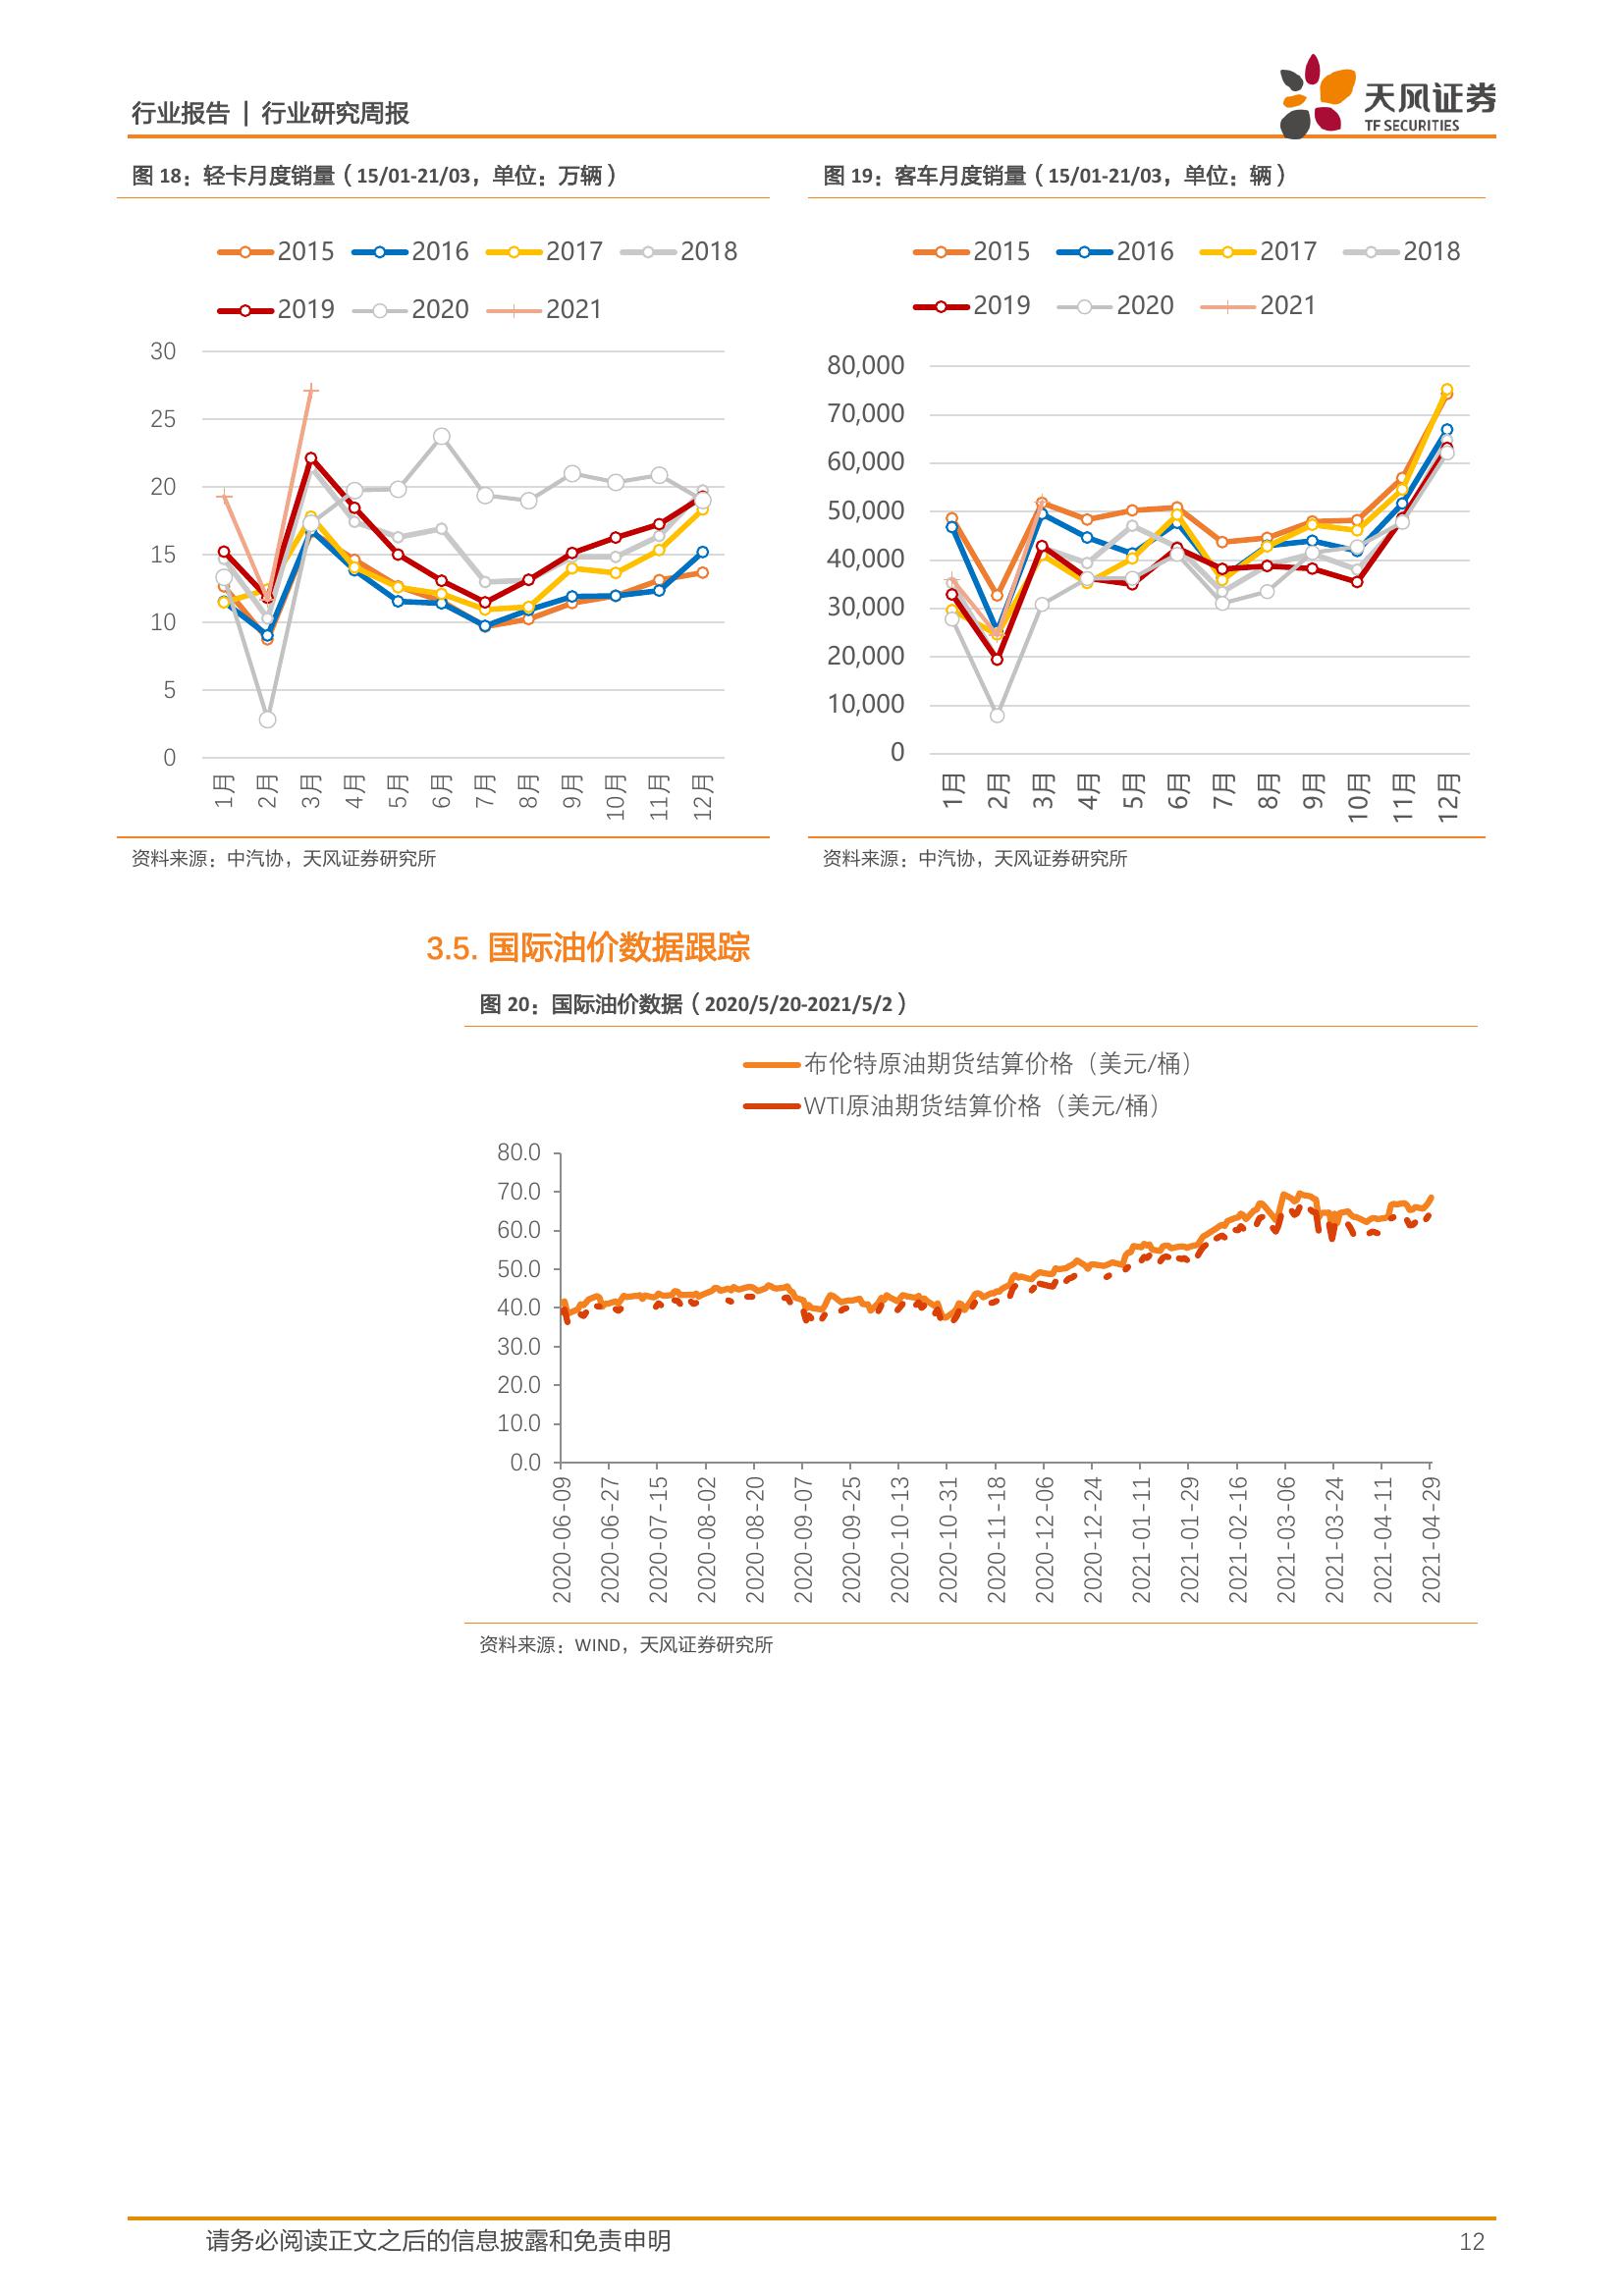 行业报告 | 行业研究周报
天风证券
TF SECURITIES
图 18：轻卡月度销量（15/01-21/03，单位：万辆）
2015 2016 2017 2018
2019 2020 2021
30
25
20
15
10
5
0
1月 2月 3月 4月 5月 6月 7月 8月 9月 10月 11月 12月
资料来源：中汽协，天风证券研究所
图 19：客车月度销量（15/01-21/03，单位：辆）
2015 2016 2017 2018
2019 2020 2021
80,000
70,000
60,000
50,000
40,000
30,000
20,000
10,000
0
1月 2月 3月 4月 5月 6月 7月 8月 9月 10月 11月 12月
资料来源：中汽协，天风证券研究所
3.5. 国际油价数据跟踪
图 20：国际油价数据（2020/5/20-2021/5/2）
布伦特原油期货结算价格（美元/桶）
WTI原油期货结算价格（美元/桶）
80.0
70.0
60.0
50.0
40.0
30.0
20.0
10.0
0.0
2020-06-09 2020-06-27 2020-07-15 2020-08-02 2020-08-20 2020-09-07 2020-09-25 2020-10-13 2020-10-31 2020-11-18 2020-12-06 2020-12-24 2021-01-11 2021-01-29 2021-02-16 2021-03-06 2021-03-24 2021-04-11 2021-04-29
资料来源：WIND，天风证券研究所
请务必阅读正文之后的信息披露和免责申明
12